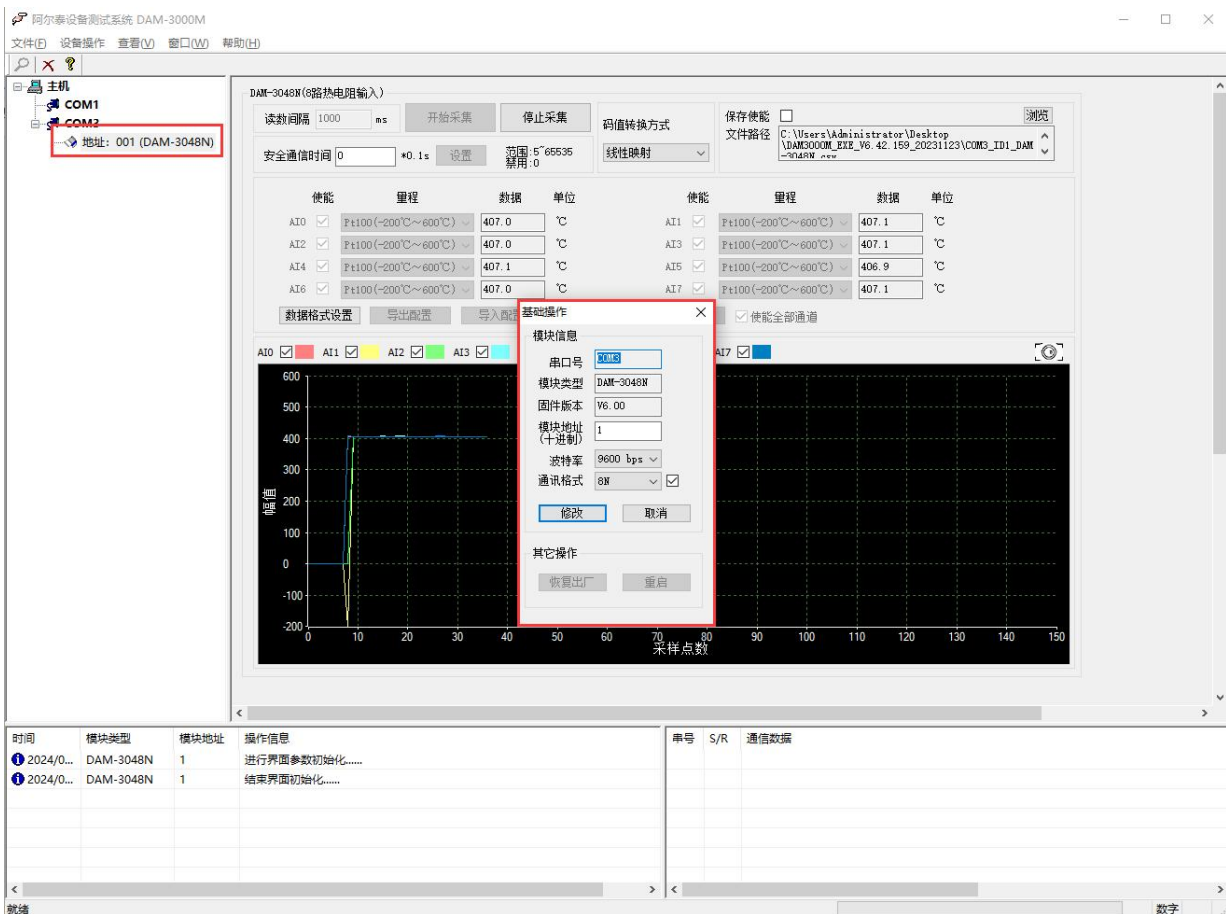 阿尔泰设备测试系统 DAM-3000M
文件(F) 设备操作 查看(V) 窗口(W) 帮助(H)
主机
COM1
COM3
地址：001 (DAM-3048N)
DAM-3048N(8路热电阻输入)
读数间隔 1000 ms 开始采集 停止采集
码值转换方式
线性映射
保存使能 浏览
文件路径 C:\Users\Administrator\Desktop
\DAM3000M_EXE_V6.42.159_20231123\COM3_ID1_DAM
-3048N.csv
安全通信时间 0 *0.1s 设置 范围:5~65535
禁用:0
使能 量程 数据 单位 使能 量程 数据 单位
AI0 Pt100(-200℃~600℃) 407.0 ℃ AI1 Pt100(-200℃~600℃) 407.1 ℃
AI2 Pt100(-200℃~600℃) 407.0 ℃ AI3 Pt100(-200℃~600℃) 407.1 ℃
AI4 Pt100(-200℃~600℃) 407.1 ℃ AI5 Pt100(-200℃~600℃) 406.9 ℃
AI6 Pt100(-200℃~600℃) 407.0 ℃ AI7 Pt100(-200℃~600℃) 407.1 ℃
数据格式设置 导出配置 导入配 使能全部通道
AI0 AI1 AI2 AI3 AI7
基础操作
模块信息
串口号 COM3
模块类型 DAM-3048N
固件版本 V6.00
模块地址
(十进制) 1
波特率 9600 bps
通讯格式 8N
修改 取消
其它操作
恢复出厂 重启
幅值
600
500
400
300
200
100
0
-100
-200
0 10 20 30 40 50 60 70 80 90 100 110 120 130 140 150
采样点数
时间 模块类型 模块地址 操作信息
2024/0... DAM-3048N 1 进行界面参数初始化......
2024/0... DAM-3048N 1 结束界面初始化......
串号 S/R 通信数据
就绪 数字